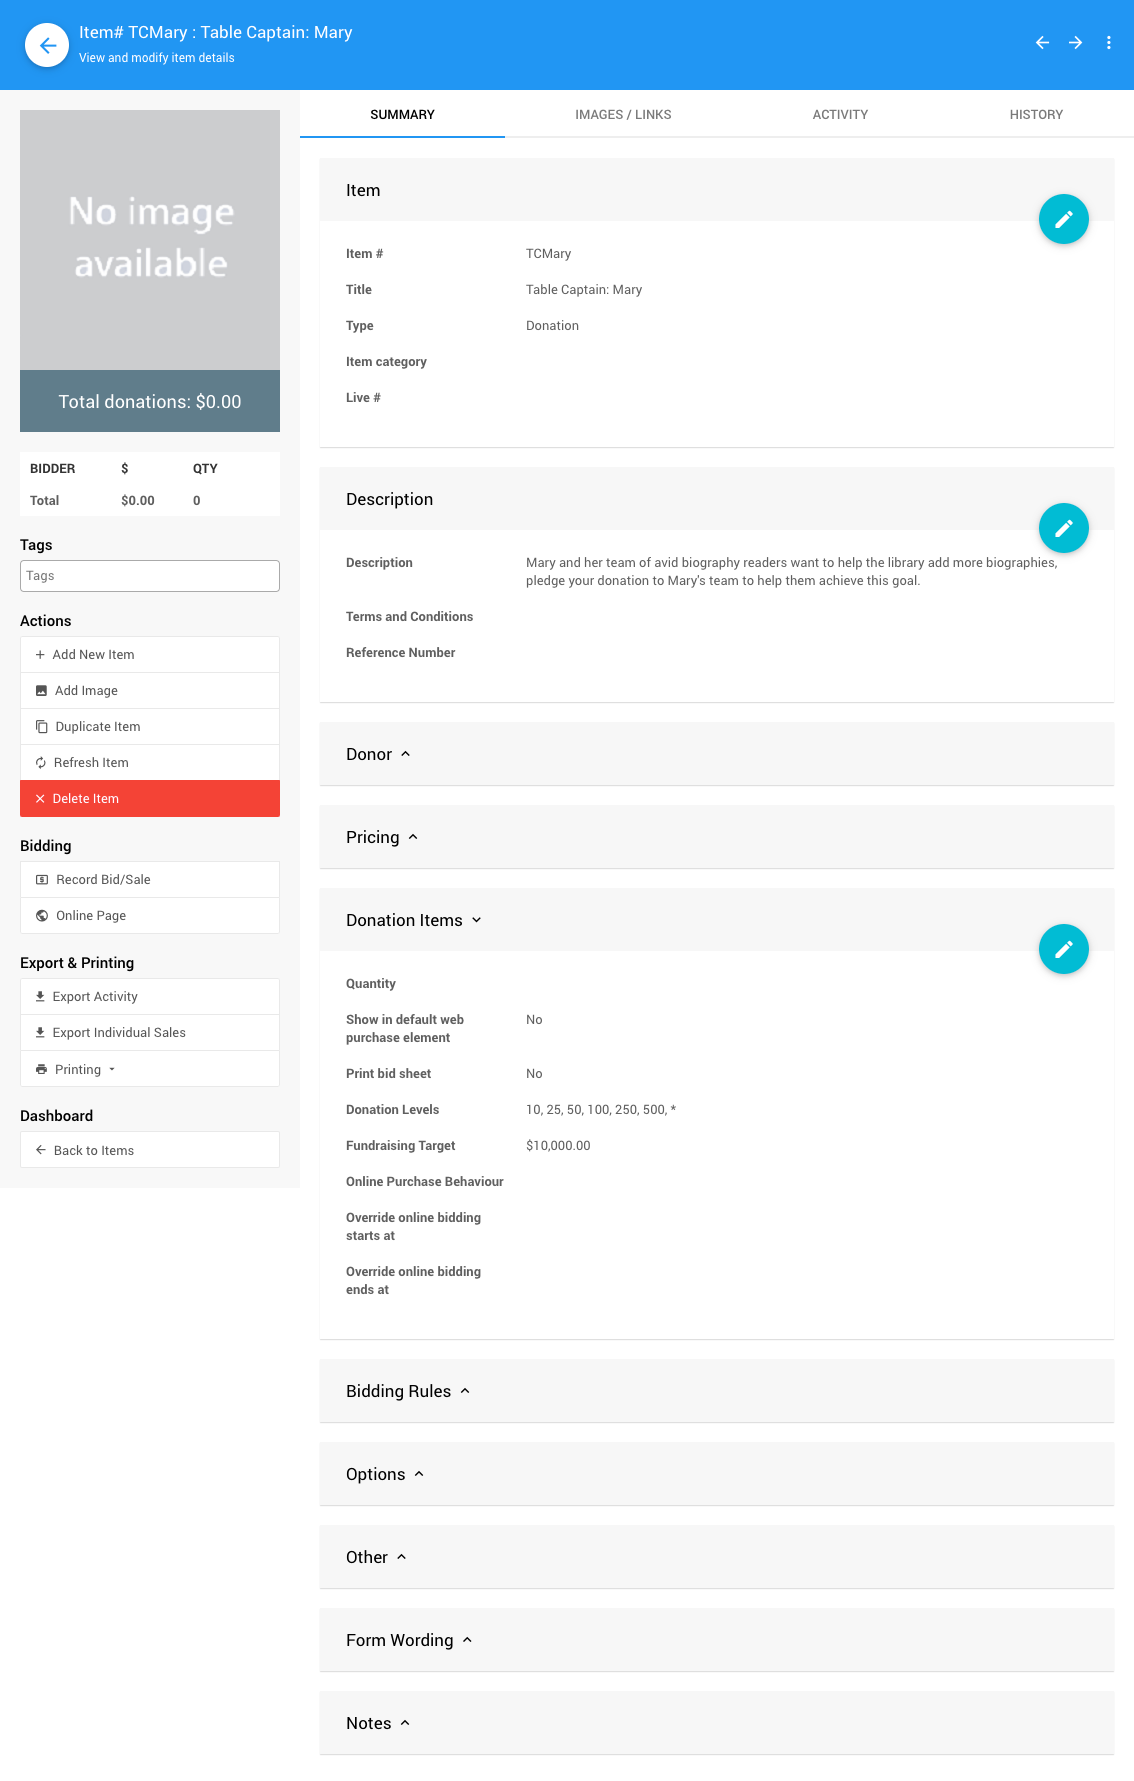 Item# TCMary : Table Captain: Mary
View and modify item details
No image
available
Total donations: $0.00
BIDDER $ QTY
Total $0.00 0
Tags
Tags
Actions
Add New Item
Add Image
Duplicate Item
Refresh Item
Delete Item
Bidding
Record Bid/Sale
Online Page
Export & Printing
Export Activity
Export Individual Sales
Printing
Dashboard
Back to Items
SUMMARY IMAGES / LINKS ACTIVITY HISTORY
Item
Item # TCMary
Title Table Captain: Mary
Type Donation
Item category
Live #
Description
Description Mary and her team of avid biography readers want to help the library add more biographies,
pledge your donation to Mary's team to help them achieve this goal.
Terms and Conditions
Reference Number
Donor
Pricing
Donation Items
Quantity
Show in default web No
purchase element
Print bid sheet No
Donation Levels 10, 25, 50, 100, 250, 500, *
Fundraising Target $10,000.00
Online Purchase Behaviour
Override online bidding
starts at
Override online bidding
ends at
Bidding Rules
Options
Other
Form Wording
Notes